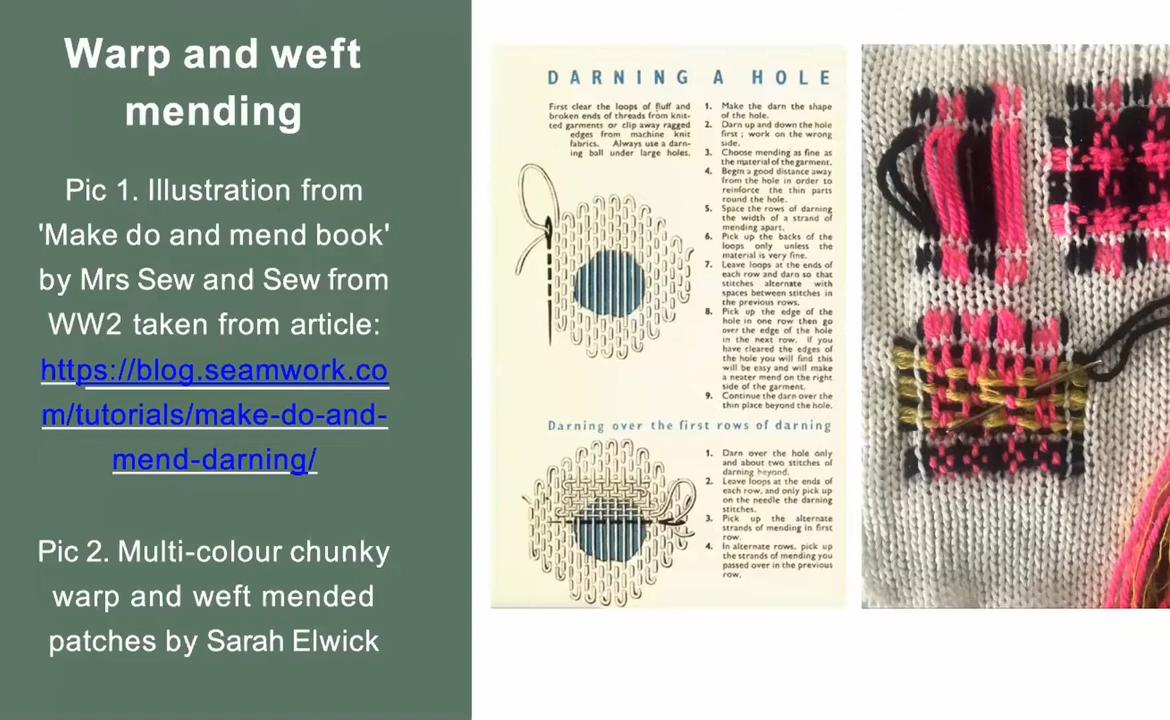 Warp and weft
mending
Pic 1. Illustration from
'Make do and mend book'
by Mrs Sew and Sew from
WW2 taken from article:
https://blog.seamwork.co
m/tutorials/make-do-and-
mend-darning/
Pic 2. Multi-colour chunky
warp and weft mended
patches by Sarah Elwick
DARNING A HOLE
First clear the loops of fluff and
broken ends of threads from knit-
ted garments or clip away ragged
edges from machine knit
fabrics. Always use a darn-
ing ball under large holes.
1. Make the darn the shape
of the hole.
2. Darn up and down the hole
first ; work on the wrong
side.
3. Choose mending as fine as
the material of the garment.
4. Begin a good distance away
from the hole in order to
reinforce the thin parts
round the hole.
5. Space the rows of darning
the width of a strand of
mending apart.
6. Pick up the backs of the
loops only unless the
material is very fine.
7. Leave loops at the ends of
each row and darn so that
stitches alternate with
spaces between stitches in
the previous rows.
8. Pick up the edge of the
hole in one row then go
over the edge of the hole
in the next row. If you
have cleared the edges of
the hole you will find this
will be easy and will make
a neater mend on the right
side of the garment.
9. Continue the darn over the
thin place beyond the hole.
Darning over the first rows of darning
1. Darn over the hole only
and about two stitches of
darning beyond.
2. Leave loops at the ends of
each row, and only pick up
on the needle the darning
stitches.
3. Pick up the alternate
strands of mending in first
row.
4. In alternate rows, pick up
the strands of mending you
passed over in the previous
row.